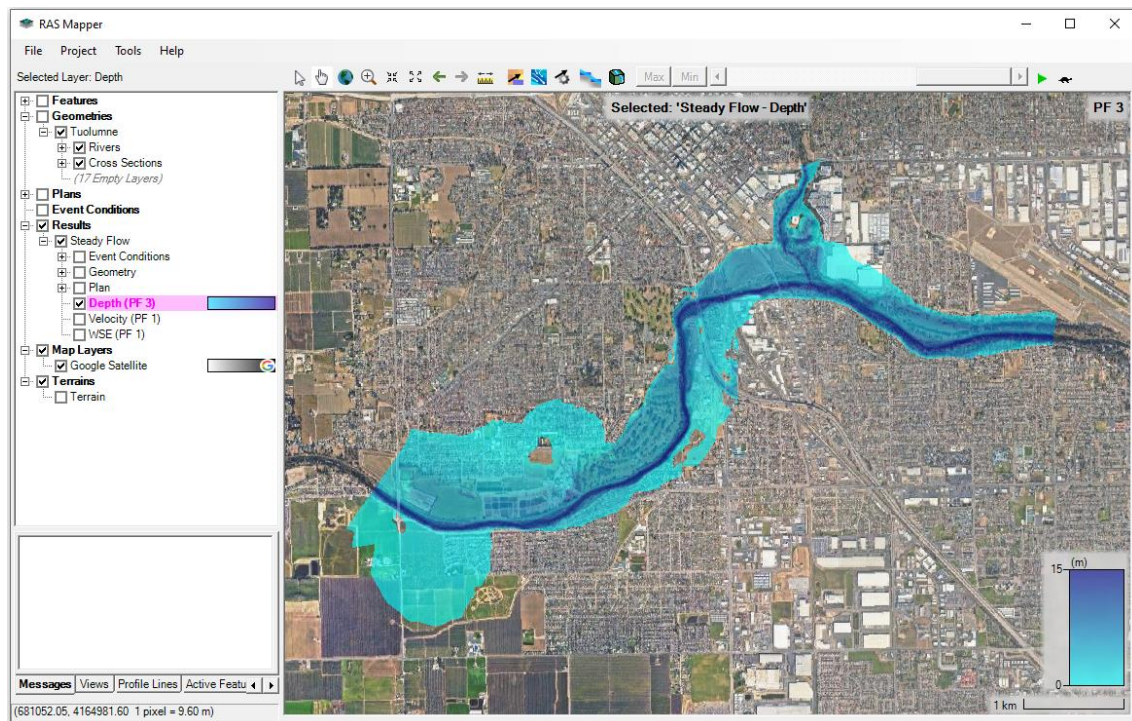 RAS Mapper
File Project Tools Help
Selected Layer: Depth
Max Min
Features
Geometries
Tuolumne
Rivers
Cross Sections
(17 Empty Layers)
Plans
Event Conditions
Results
Steady Flow
Event Conditions
Geometry
Plan
Depth (PF 3)
Velocity (PF 1)
WSE (PF 1)
Map Layers
Google Satellite
G
Terrains
Terrain
Selected: 'Steady Flow - Depth'
PF 3
(m)
15
0
1 km
Messages Views Profile Lines Active Featu
(681052.05, 4164981.60 1 pixel = 9.60 m)